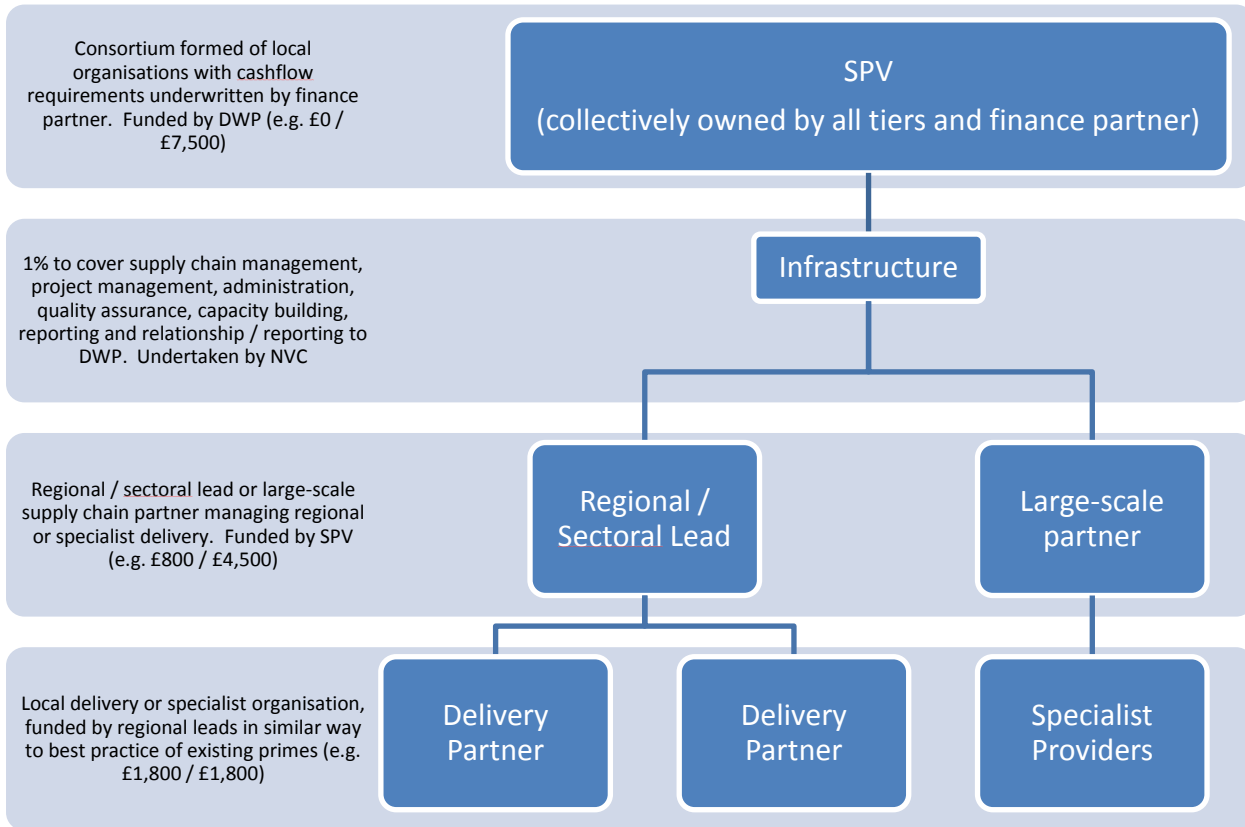 Consortium formed of local
organisations with cashflow
requirements underwritten by finance
partner.  Funded by DWP (e.g. £0 /
£7,500)
SPV
(collectively owned by all tiers and finance partner)
1% to cover supply chain management,
project management, administration,
quality assurance, capacity building,
reporting and relationship / reporting to
DWP.  Undertaken by NVC
Infrastructure
Regional / sectoral lead or large-scale
supply chain partner managing regional
or specialist delivery.  Funded by SPV
(e.g. £800 / £4,500)
Regional /
Sectoral Lead
Large-scale
partner
Local delivery or specialist organisation,
funded by regional leads in similar way
to best practice of existing primes (e.g.
£1,800 / £1,800)
Delivery
Partner
Delivery
Partner
Specialist
Providers